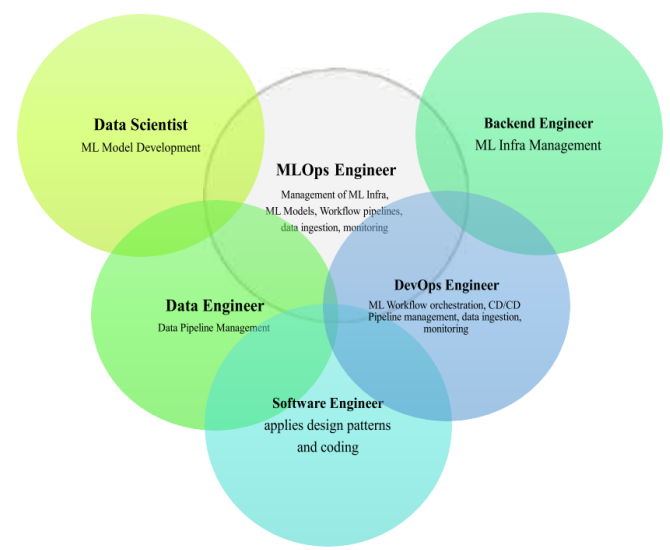 Data Scientist
ML Model Development
Backend Engineer
ML Infra Management
MLOps Engineer
Management of ML Infra,
ML Models, Workflow pipelines,
data ingestion, monitoring
DevOps Engineer
ML Workflow orchestration, CD/CD
Pipeline management, data ingestion,
monitoring
Data Engineer
Data Pipeline Management
Software Engineer
applies design patterns
and coding